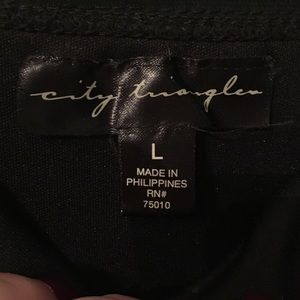 city triangles
L
MADE IN
PHILIPPINES
RN#
75010